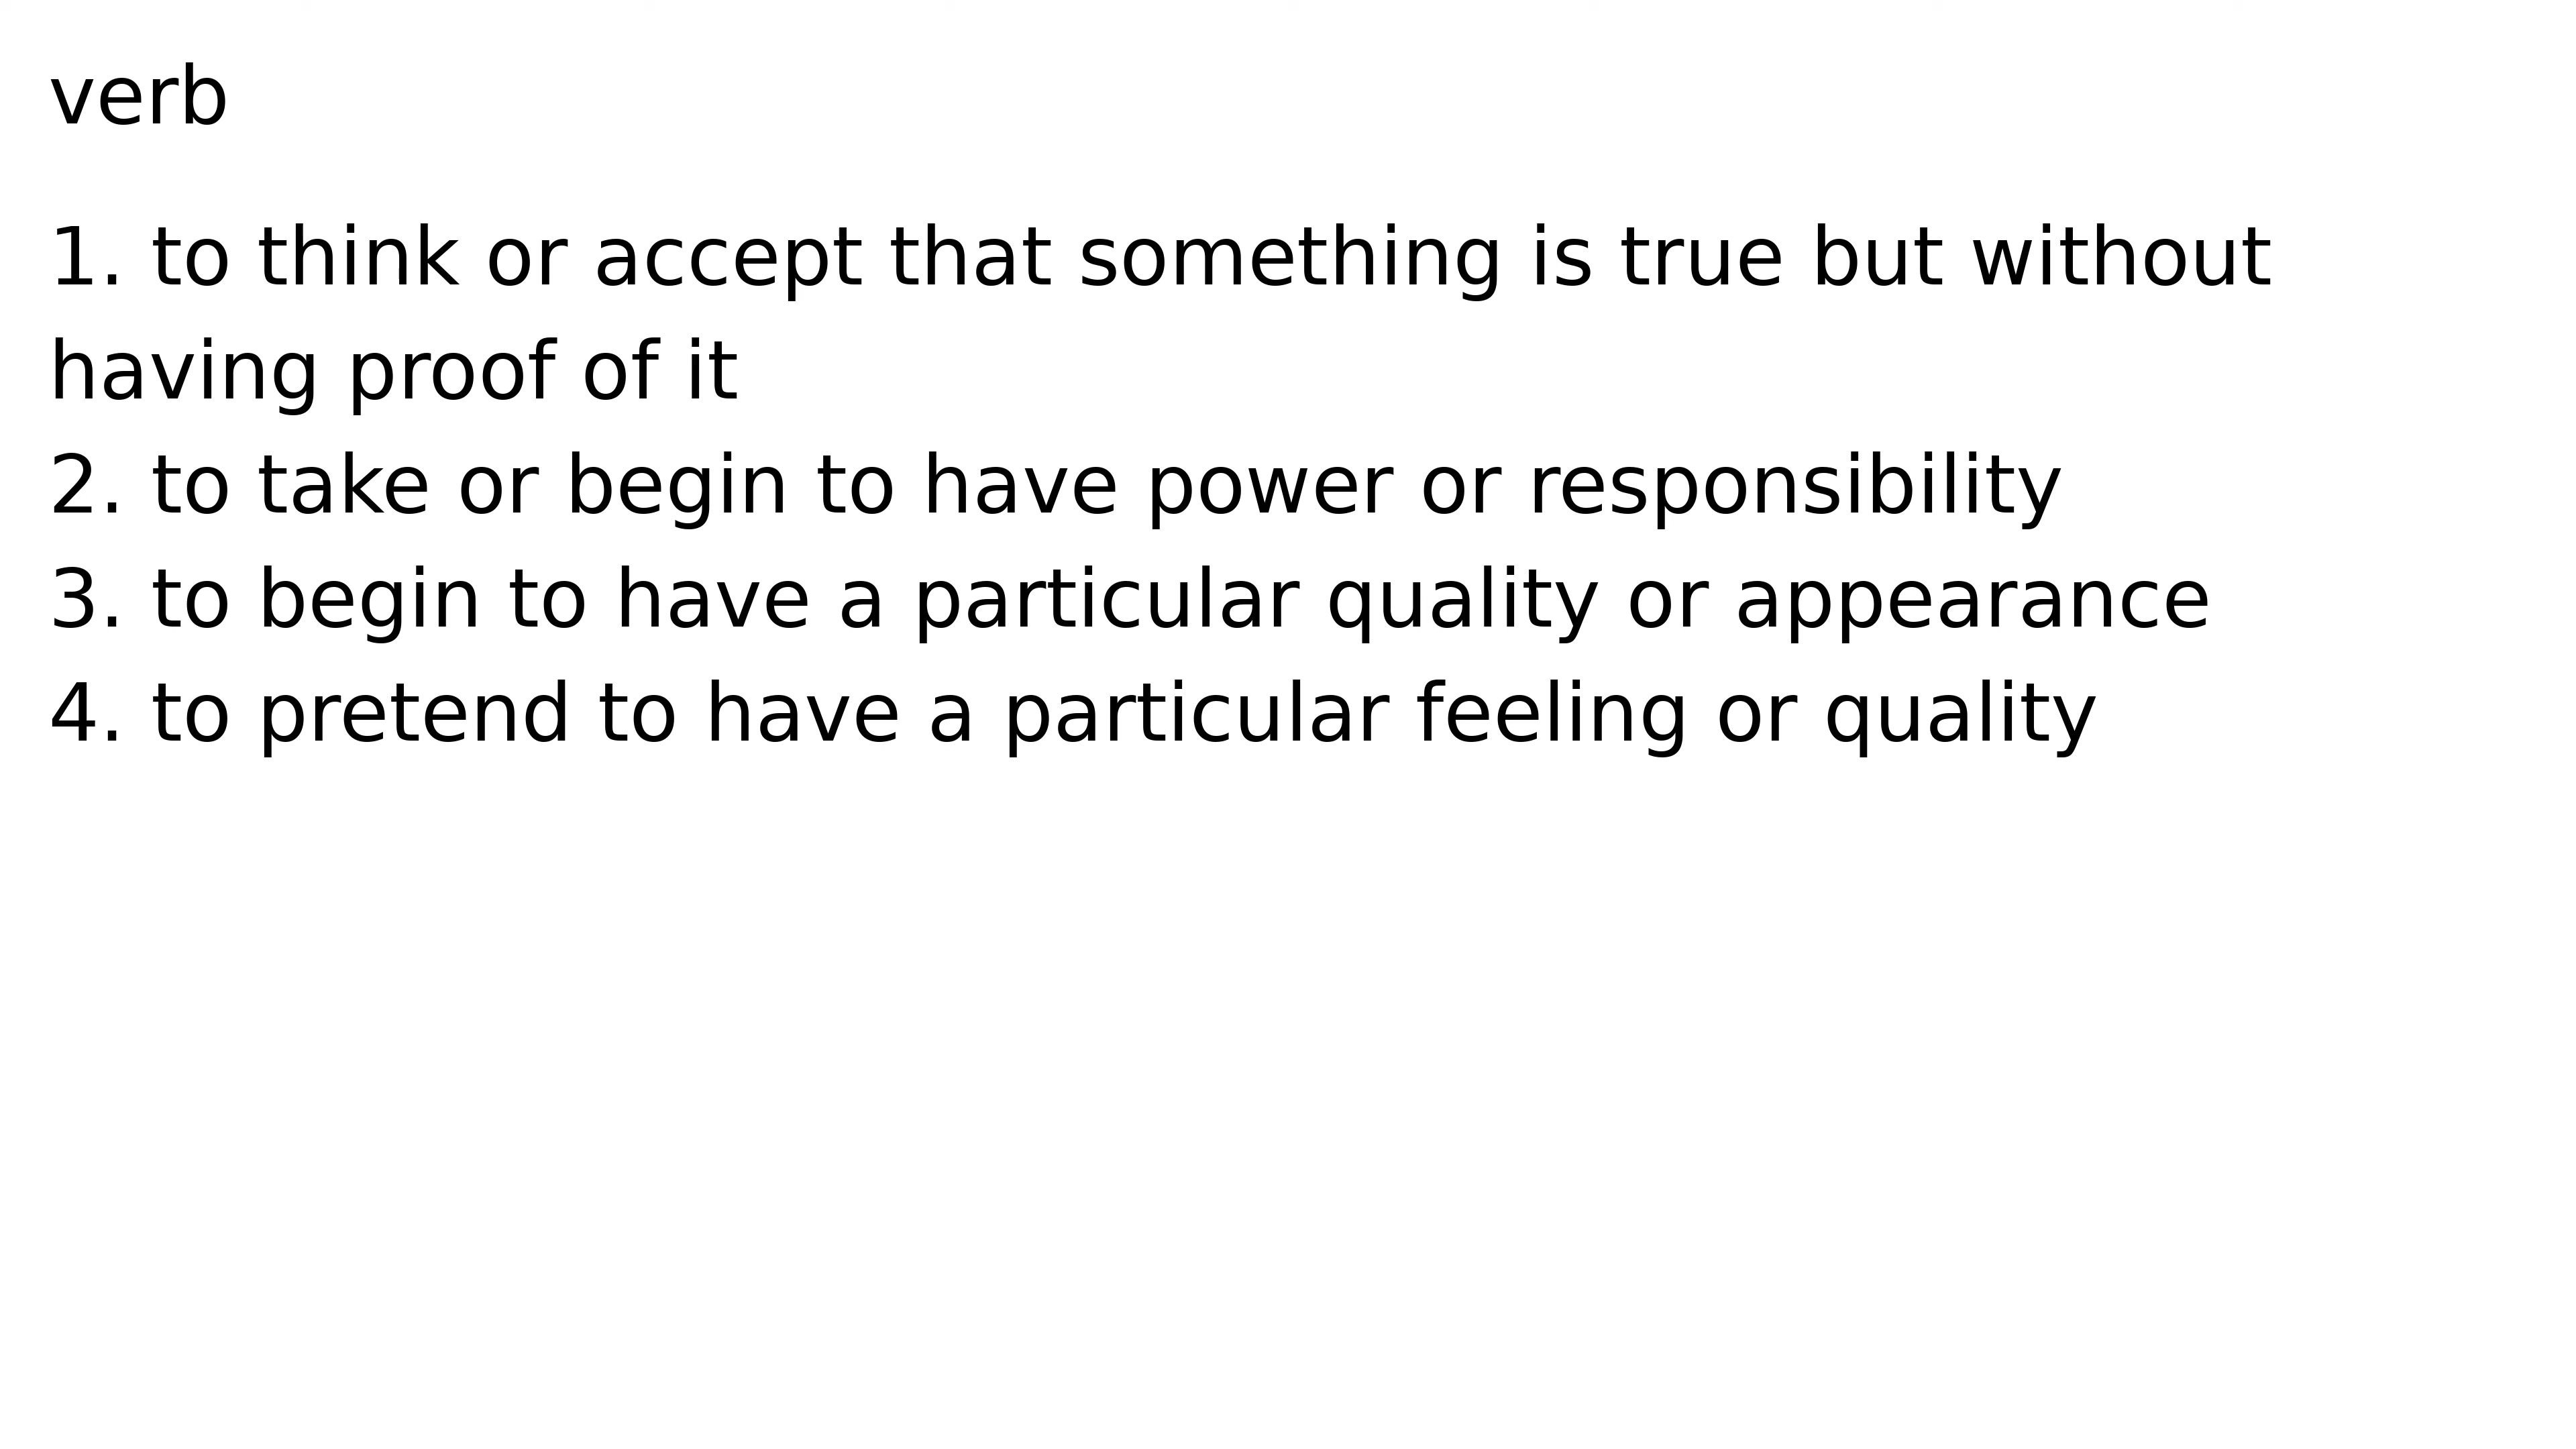 verb
1. to think or accept that something is true but without
having proof of it
2. to take or begin to have power or responsibility
3. to begin to have a particular quality or appearance
4. to pretend to have a particular feeling or quality